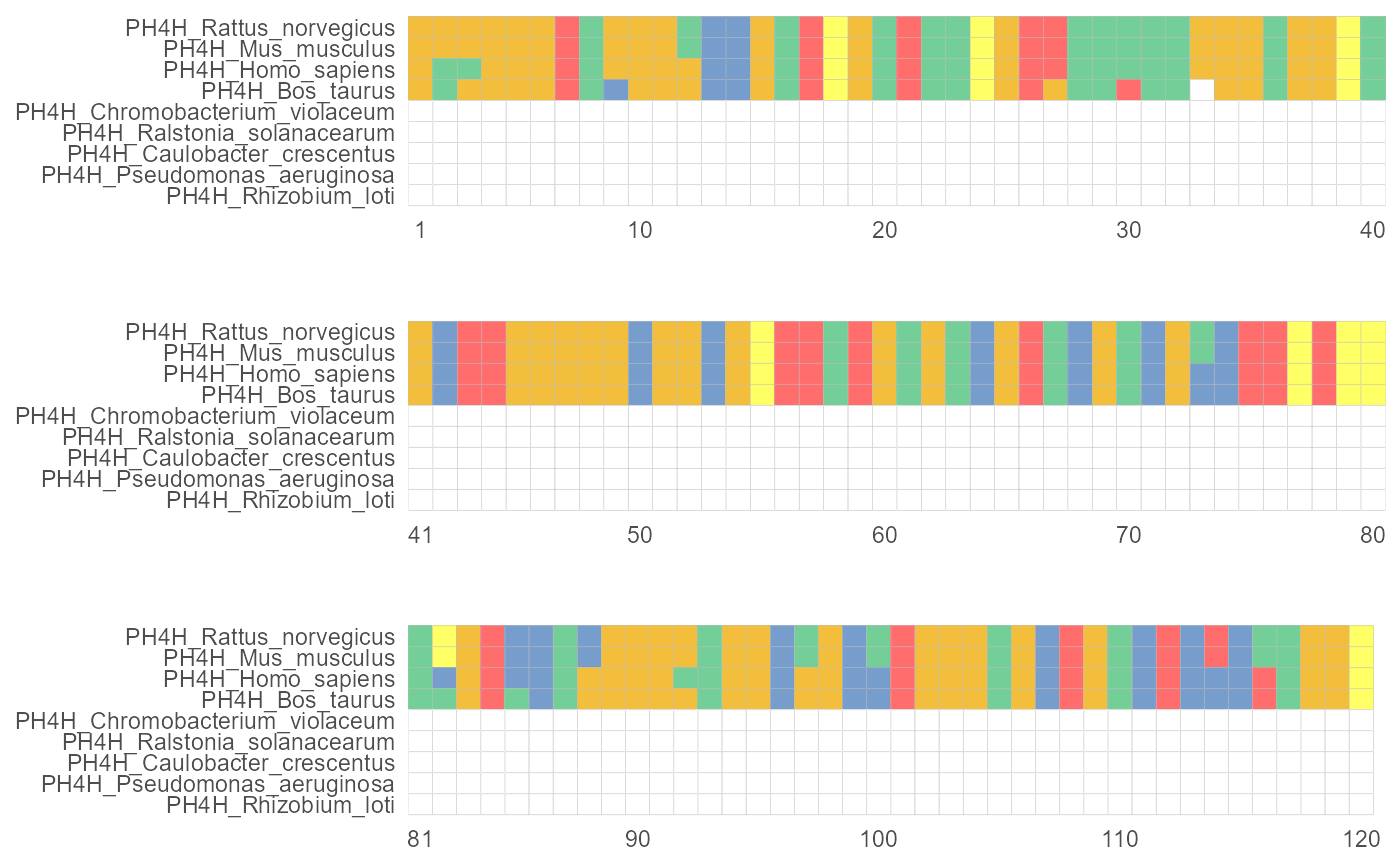 PH4H_Rattus_norvegicus
PH4H_Mus_musculus
PH4H_Homo_sapiens
PH4H_Bos_taurus
PH4H_Chromobacterium_violaceum
PH4H_Ralstonia_solanacearum
PH4H_Caulobacter_crescentus
PH4H_Pseudomonas_aeruginosa
PH4H_Rhizobium_loti
1 10 20 30 40
PH4H_Rattus_norvegicus
PH4H_Mus_musculus
PH4H_Homo_sapiens
PH4H_Bos_taurus
PH4H_Chromobacterium_violaceum
PH4H_Ralstonia_solanacearum
PH4H_Caulobacter_crescentus
PH4H_Pseudomonas_aeruginosa
PH4H_Rhizobium_loti
41 50 60 70 80
PH4H_Rattus_norvegicus
PH4H_Mus_musculus
PH4H_Homo_sapiens
PH4H_Bos_taurus
PH4H_Chromobacterium_violaceum
PH4H_Ralstonia_solanacearum
PH4H_Caulobacter_crescentus
PH4H_Pseudomonas_aeruginosa
PH4H_Rhizobium_loti
81 90 100 110 120